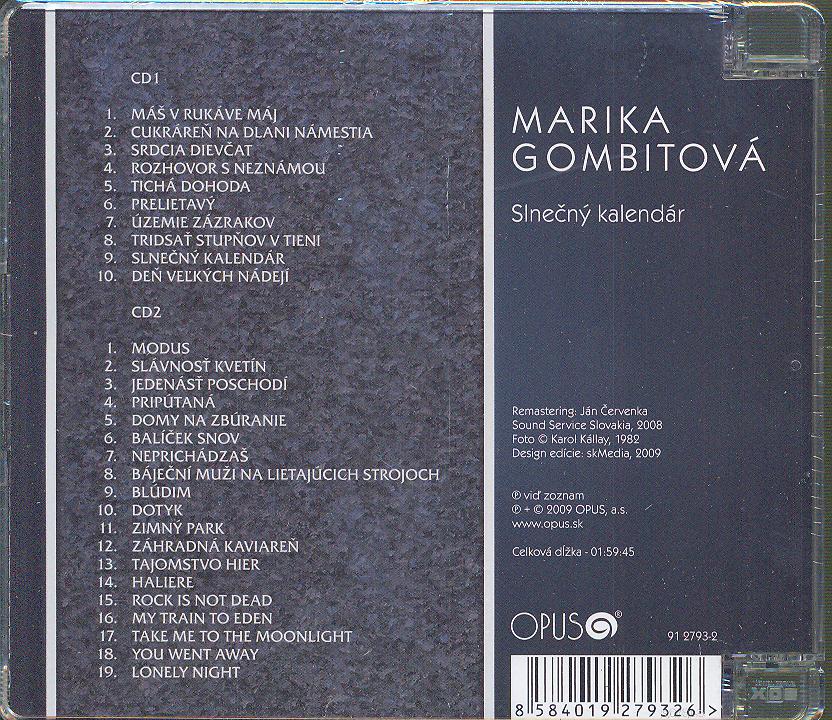 CD1
1. MÁŠ V RUKÁVE MÁJ
2. CUKRÁREŇ NA DLANI NÁMESTIA
3. SRDCIA DIEVČAT
4. ROZHOVOR S NEZNÁMOU
5. TICHÁ DOHODA
6. PRELIETAVÝ
7. ÚZEMIE ZÁZRAKOV
8. TRIDSAŤ STUPŇOV V TIENI
9. SLNEČNÝ KALENDÁR
10. DEŇ VEĽKÝCH NÁDEJÍ
CD2
1. MODUS
2. SLÁVNOSŤ KVETÍN
3. JEDENÁSŤ POSCHODÍ
4. PRIPÚTANÁ
5. DOMY NA ZBÚRANIE
6. BALÍČEK SNOV
7. NEPRICHÁDZAŠ
8. BÁJEČNÍ MUŽI NA LIETAJÚCICH STROJOCH
9. BLÚDIM
10. DOTYK
11. ZIMNÝ PARK
12. ZÁHRADNÁ KAVIAREŇ
13. TAJOMSTVO HIER
14. HALIERE
15. ROCK IS NOT DEAD
16. MY TRAIN TO EDEN
17. TAKE ME TO THE MOONLIGHT
18. YOU WENT AWAY
19. LONELY NIGHT
MARIKA
GOMBITOVÁ
Slnečný kalendár
Remastering: Ján Červenka
Sound Service Slovakia, 2008
Foto © Karol Kállay, 1982
Design edície: skMedia, 2009
℗ viď zoznam
℗ + © 2009 OPUS, a.s.
www.opus.sk
Celková dĺžka - 01:59:45
OPUS ®
91 2793-2
8 584019 279326 >